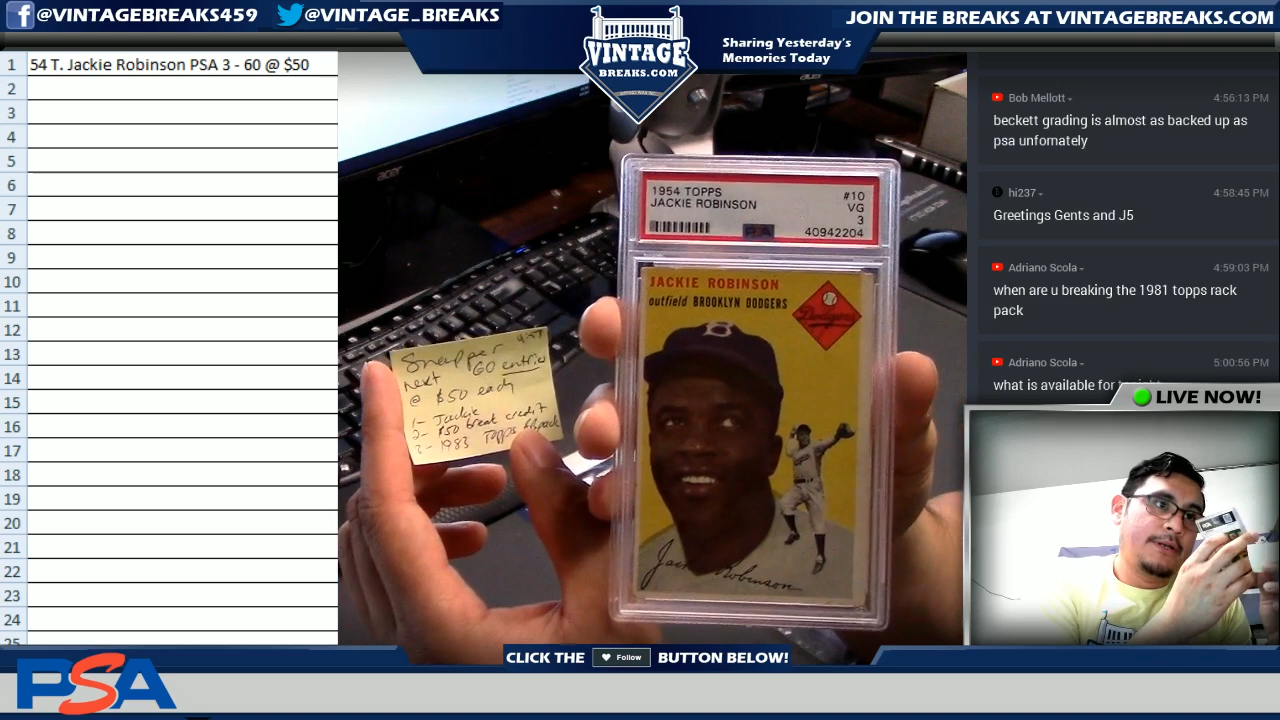 @VINTAGEBREAKS459
@VINTAGE_BREAKS
VINTAGE
BREAKS.COM
Sharing Yesterday's
Memories Today
JOIN THE BREAKS AT VINTAGEBREAKS.COM
1 54 T. Jackie Robinson PSA 3 - 60 @ $50
2
3
4
5
6
7
8
9
10
11
12
13
14
15
16
17
18
19
20
21
22
23
24
25
acer
Snapper
next 60 entries
@ $50 each
1- Jackie
2- $50 break credit
3- 1983 Topps
1954 TOPPS #10
JACKIE ROBINSON VG
3
PSA 40942204
JACKIE ROBINSON
outfield BROOKLYN DODGERS
Dodgers
B
Jackie Robinson
Bob Mellott 4:56:13 PM
beckett grading is almost as backed up as
psa unfornately
hi237 4:58:45 PM
Greetings Gents and J5
Adriano Scola 4:59:03 PM
when are u breaking the 1981 topps rack
pack
Adriano Scola 5:00:56 PM
what is available for tonight
LIVE NOW!
CLICK THE Follow BUTTON BELOW!
PSA